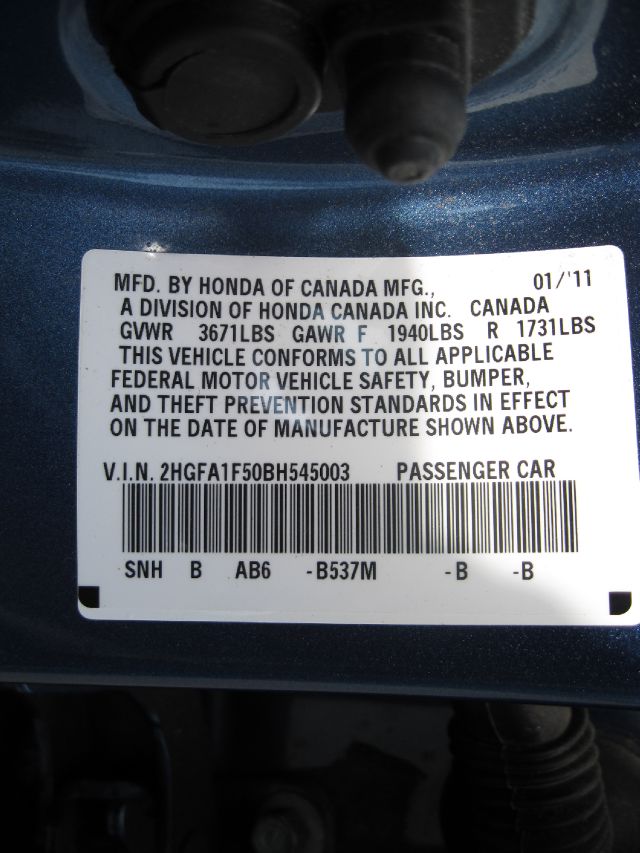 MFD. BY HONDA OF CANADA MFG., 01/'11
A DIVISION OF HONDA CANADA INC. CANADA
GVWR 3671LBS GAWR F 1940LBS R 1731LBS
THIS VEHICLE CONFORMS TO ALL APPLICABLE
FEDERAL MOTOR VEHICLE SAFETY, BUMPER,
AND THEFT PREVENTION STANDARDS IN EFFECT
ON THE DATE OF MANUFACTURE SHOWN ABOVE.
V.I.N. 2HGFA1F50BH545003 PASSENGER CAR
SNH B AB6 -B537M -B -B